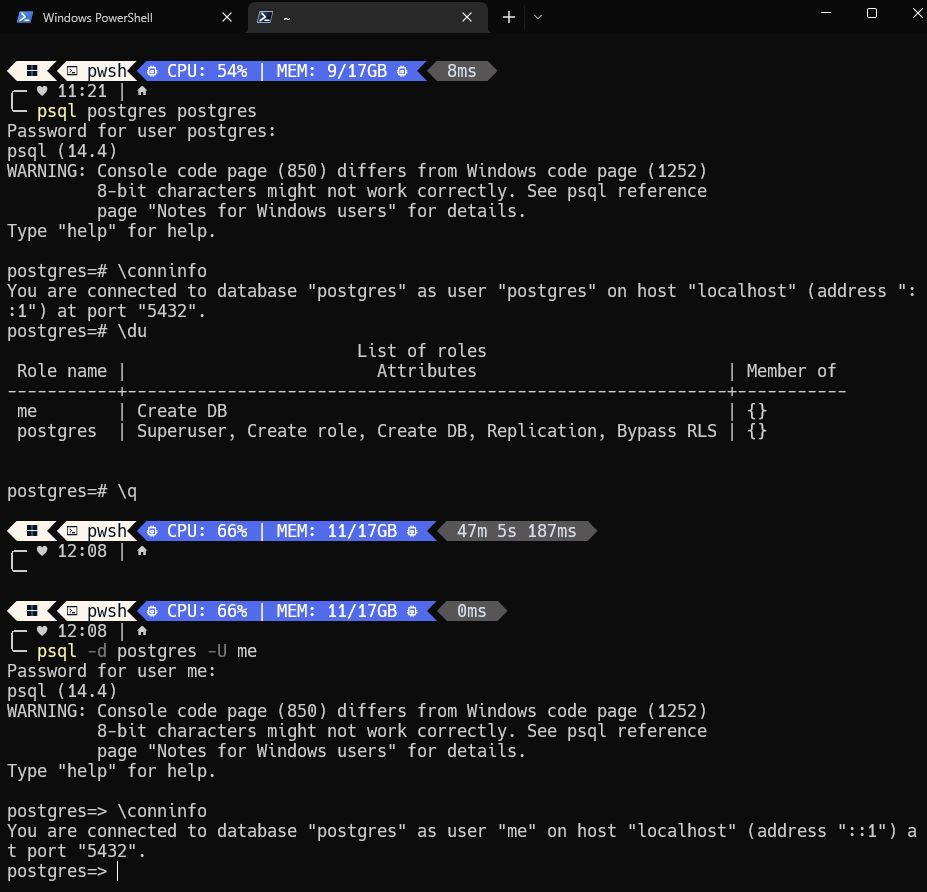 Windows PowerShell
~
pwsh CPU: 54% | MEM: 9/17GB 8ms
♥ 11:21 |
psql postgres postgres
Password for user postgres:
psql (14.4)
WARNING: Console code page (850) differs from Windows code page (1252)
8-bit characters might not work correctly. See psql reference
page "Notes for Windows users" for details.
Type "help" for help.
postgres=# \conninfo
You are connected to database "postgres" as user "postgres" on host "localhost" (address ":
:1") at port "5432".
postgres=# \du
List of roles
Role name | Attributes | Member of
-----------+------------------------------------------------------------+-----------
me | Create DB | {}
postgres | Superuser, Create role, Create DB, Replication, Bypass RLS | {}
postgres=# \q
pwsh CPU: 66% | MEM: 11/17GB 47m 5s 187ms
♥ 12:08 |
pwsh CPU: 66% | MEM: 11/17GB 0ms
♥ 12:08 |
psql -d postgres -U me
Password for user me:
psql (14.4)
WARNING: Console code page (850) differs from Windows code page (1252)
8-bit characters might not work correctly. See psql reference
page "Notes for Windows users" for details.
Type "help" for help.
postgres=> \conninfo
You are connected to database "postgres" as user "me" on host "localhost" (address "::1") a
t port "5432".
postgres=>